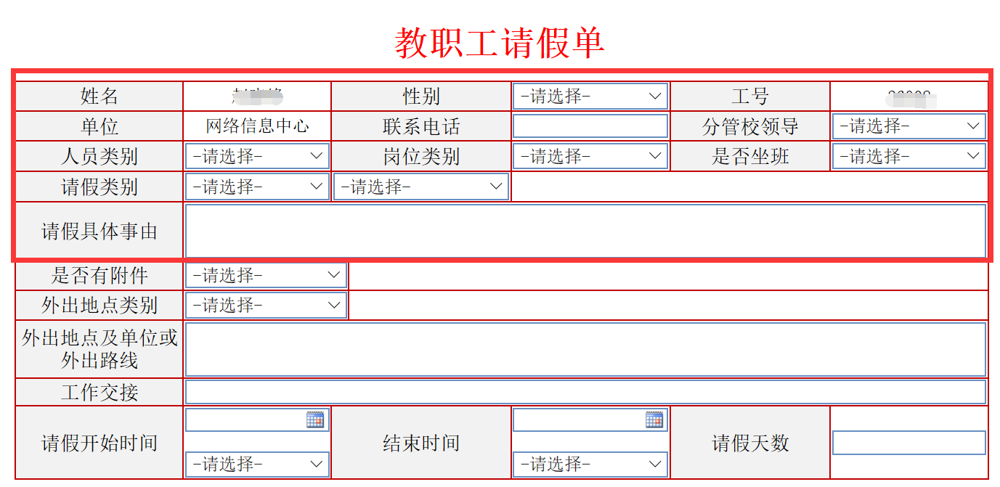 教职工请假单
姓名 性别 -请选择- 工号
单位 网络信息中心 联系电话 分管校领导 -请选择-
人员类别 -请选择- 岗位类别 -请选择- 是否坐班 -请选择-
请假类别 -请选择- -请选择-
请假具体事由
是否有附件 -请选择-
外出地点类别 -请选择-
外出地点及单位或
外出路线
工作交接
请假开始时间 结束时间 请假天数
-请选择- -请选择-